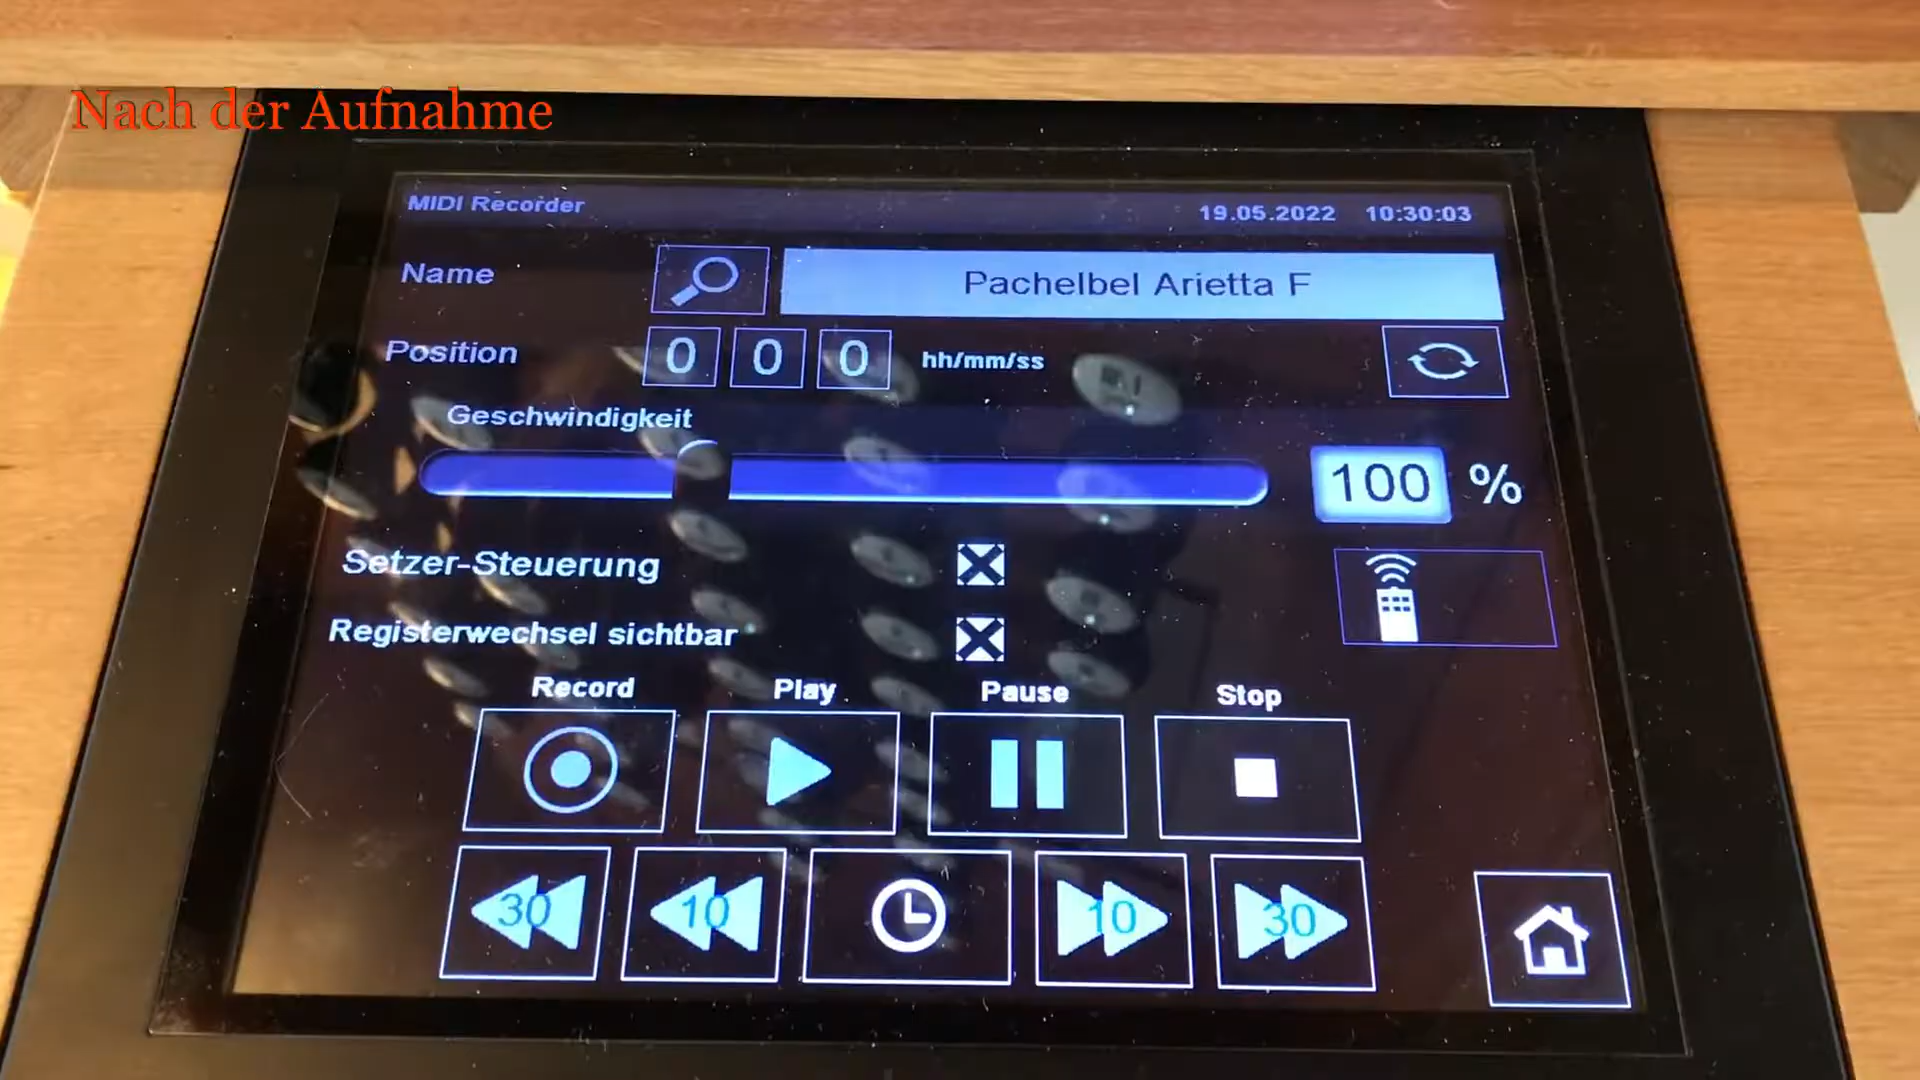 Nach der Aufnahme
MIDI Recorder 19.05.2022 10:30:03
Name Pachelbel Arietta F
Position 0 0 0 hh/mm/ss
Geschwindigkeit
100 %
Setzer-Steuerung
Registerwechsel sichtbar
Record Play Pause Stop
30 10 10 30